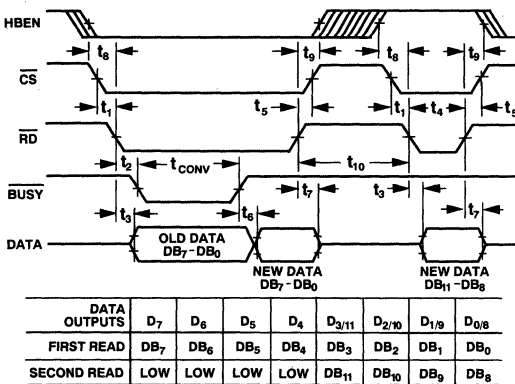 HBEN
t8 t9 t8 t9
CS
t1 t5 t1 t4 t5
RD
t2 tCONV t10
BUSY
t3 t6 t7 t3 t7
DATA
OLD DATA
DB7-DB0
NEW DATA
DB7-DB0
NEW DATA
DB11-DB8
DATA OUTPUTS D7 D6 D5 D4 D3/11 D2/10 D1/9 D0/8
FIRST READ DB7 DB6 DB5 DB4 DB3 DB2 DB1 DB0
SECOND READ LOW LOW LOW LOW DB11 DB10 DB9 DB8